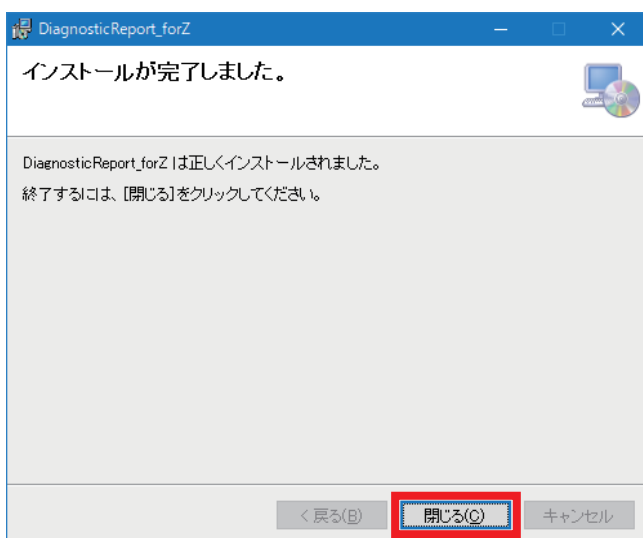 DiagnosticReport_forZ
インストールが完了しました。
DiagnosticReport_forZ は正しくインストールされました。
終了するには、[閉じる]をクリックしてください。
< 戻る(B)
閉じる(C)
キャンセル